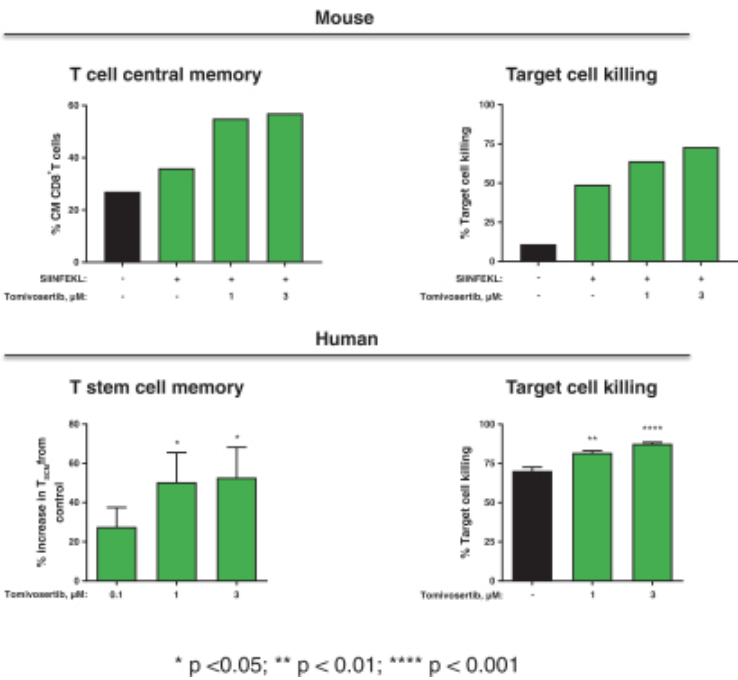 Mouse
T cell central memory
% CM CD8⁺T cells
60
40
20
0
SIINFEKL: - + + +
Tomivosertib, µM: - - 1 3
Target cell killing
% Target cell killing
100
75
50
25
0
SIINFEKL: - + + +
Tomivosertib, µM: - - 1 3
Human
T stem cell memory
% increase in TSCM from
control
80
60
40
20
0
* *
Tomivosertib, µM: 0.1 1 3
Target cell killing
% Target cell killing
100
75
50
25
0
** ****
Tomivosertib, µM: - 1 3
* p <0.05; ** p < 0.01; **** p < 0.001